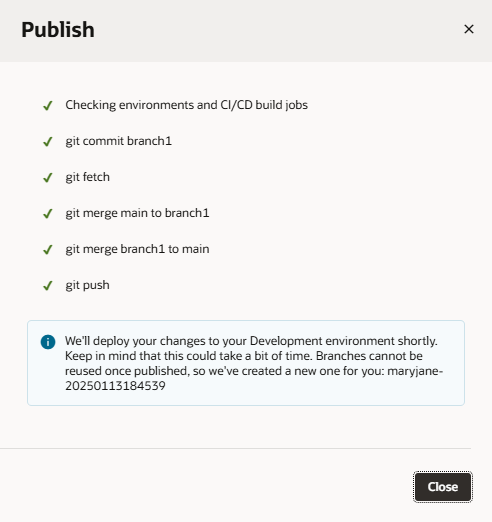 Publish
Checking environments and CI/CD build jobs
git commit branch1
git fetch
git merge main to branch1
git merge branch1 to main
git push
We'll deploy your changes to your Development environment shortly.
Keep in mind that this could take a bit of time. Branches cannot be
reused once published, so we've created a new one for you: maryjane-
20250113184539
Close